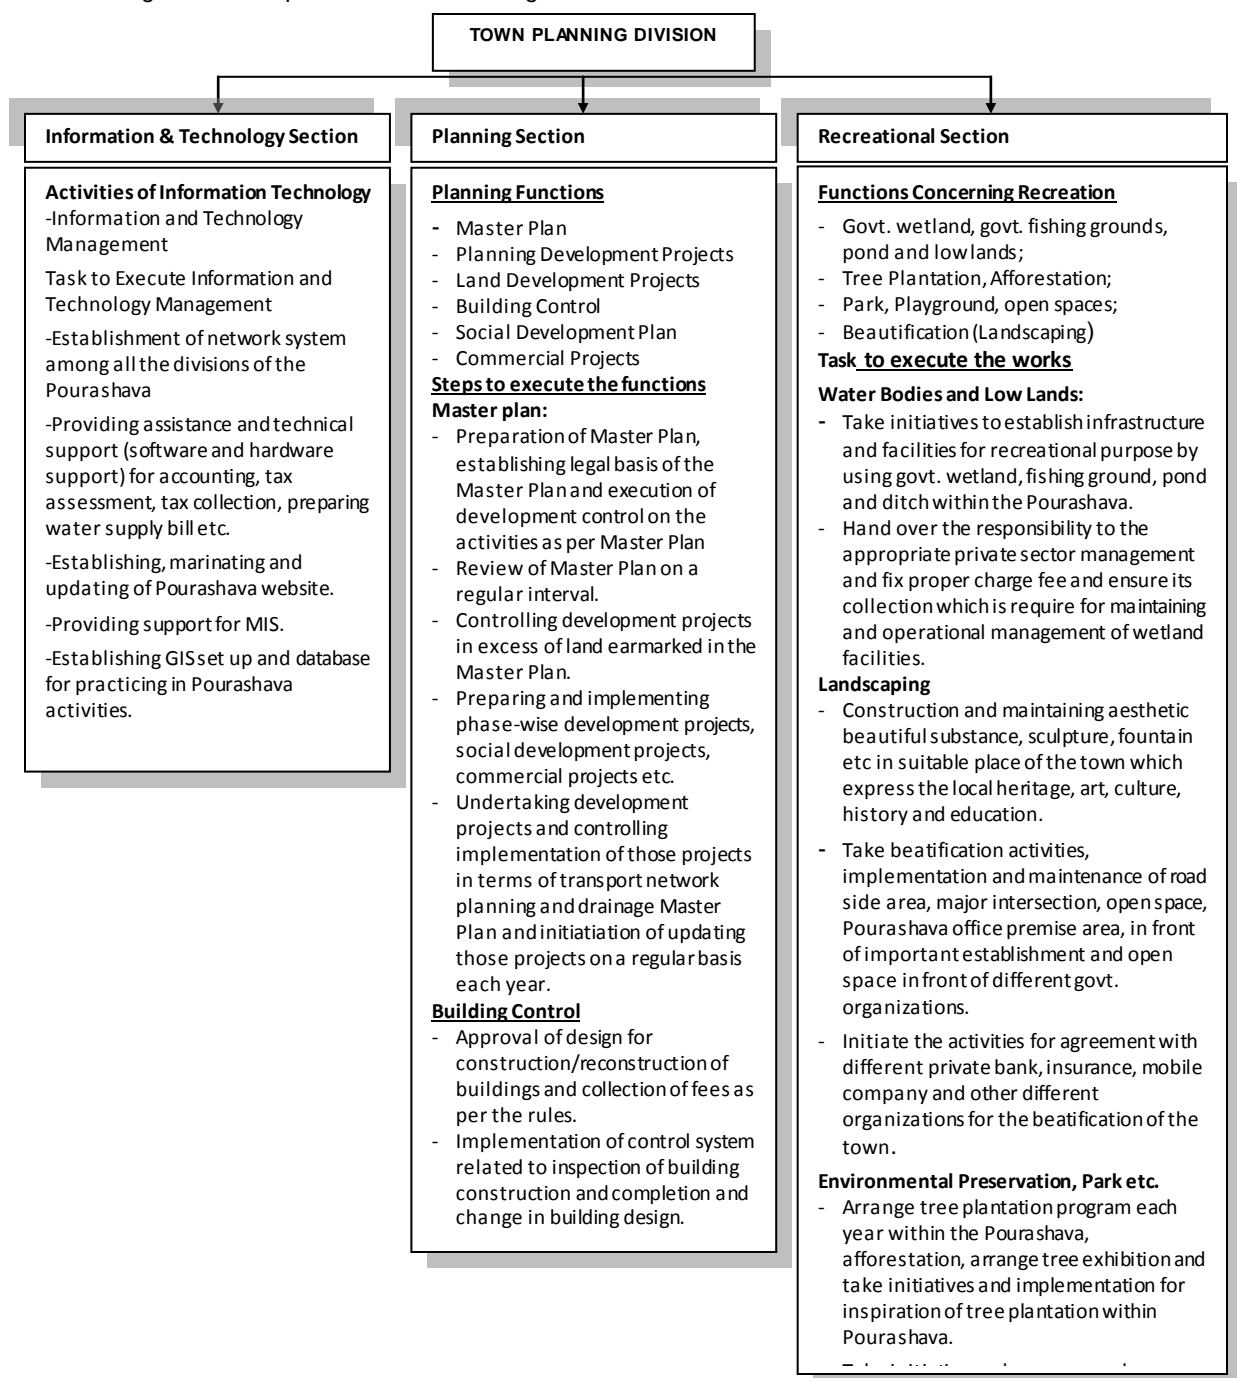 TOWN PLANNING DIVISION
Information & Technology Section
Activities of Information Technology
-Information and Technology
Management
Task to Execute Information and
Technology Management
-Establishment of network system
among all the divisions of the
Pourashava
-Providing assistance and technical
support (software and hardware
support) for accounting, tax
assessment, tax collection, preparing
water supply bill etc.
-Establishing, marinating and
updating of Pourashava website.
-Providing support for MIS.
-Establishing GIS set up and database
for practicing in Pourashava
activities.
Planning Section
Planning Functions
- Master Plan
- Planning Development Projects
- Land Development Projects
- Building Control
- Social Development Plan
- Commercial Projects
Steps to execute the functions
Master plan:
- Preparation of Master Plan,
establishing legal basis of the
Master Plan and execution of
development control on the
activities as per Master Plan
- Review of Master Plan on a
regular interval.
- Controlling development projects
in excess of land earmarked in the
Master Plan.
- Preparing and implementing
phase-wise development projects,
social development projects,
commercial projects etc.
- Undertaking development
projects and controlling
implementation of those projects
in terms of transport network
planning and drainage Master
Plan and initiatiation of updating
those projects on a regular basis
each year.
Building Control
- Approval of design for
construction/reconstruction of
buildings and collection of fees as
per the rules.
- Implementation of control system
related to inspection of building
construction and completion and
change in building design.
Recreational Section
Functions Concerning Recreation
- Govt. wetland, govt. fishing grounds,
pond and low lands;
- Tree Plantation, Afforestation;
- Park, Playground, open spaces;
- Beautification (Landscaping)
Task to execute the works
Water Bodies and Low Lands:
- Take initiatives to establish infrastructure
and facilities for recreational purpose by
using govt. wetland, fishing ground, pond
and ditch within the Pourashava.
- Hand over the responsibility to the
appropriate private sector management
and fix proper charge fee and ensure its
collection which is require for maintaining
and operational management of wetland
facilities.
Landscaping
- Construction and maintaining aesthetic
beautiful substance, sculpture, fountain
etc in suitable place of the town which
express the local heritage, art, culture,
history and education.
- Take beatification activities,
implementation and maintenance of road
side area, major intersection, open space,
Pourashava office premise area, in front
of important establishment and open
space in front of different govt.
organizations.
- Initiate the activities for agreement with
different private bank, insurance, mobile
company and other different
organizations for the beatification of the
town.
Environmental Preservation, Park etc.
- Arrange tree plantation program each
year within the Pourashava,
afforestation, arrange tree exhibition and
take initiatives and implementation for
inspiration of tree plantation within
Pourashava.